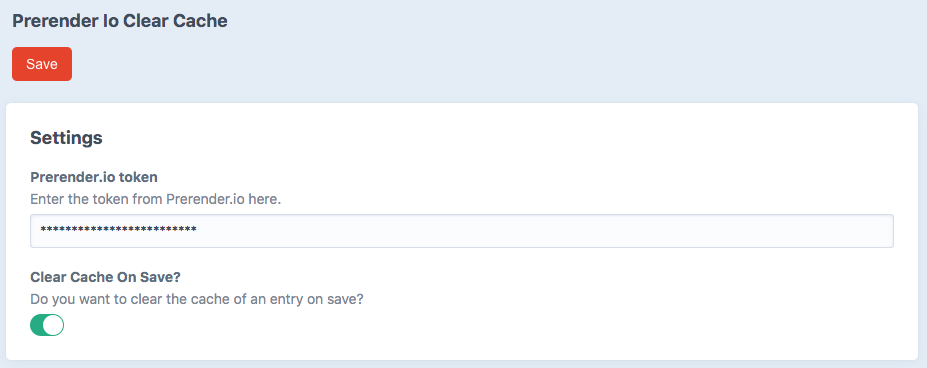 Prerender Io Clear Cache
Save
Settings
Prerender.io token
Enter the token from Prerender.io here.
*************************
Clear Cache On Save?
Do you want to clear the cache of an entry on save?